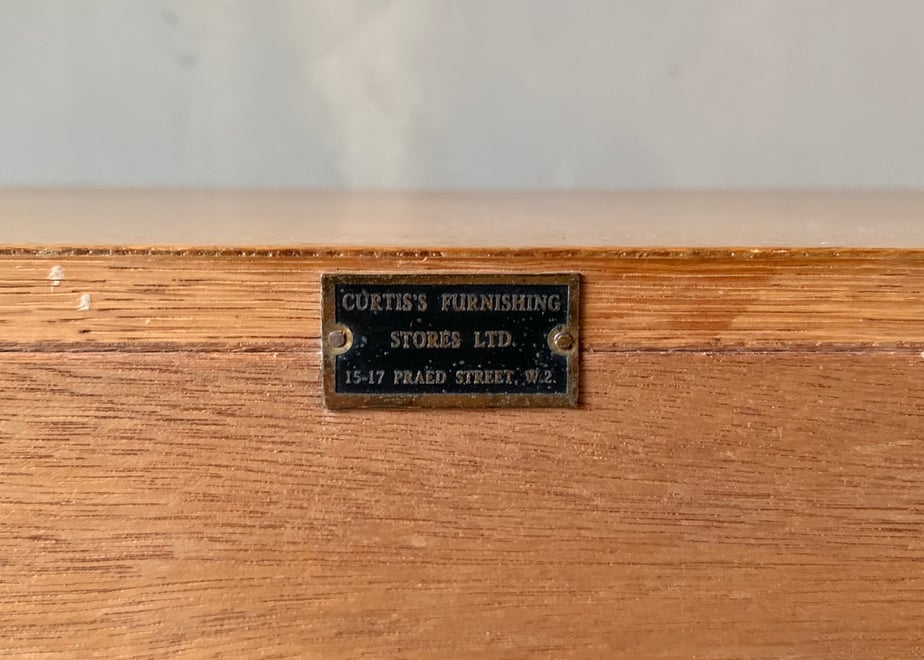 CURTIS'S FURNISHING
STORES LTD.
15-17 PRAED STREET, W.2.